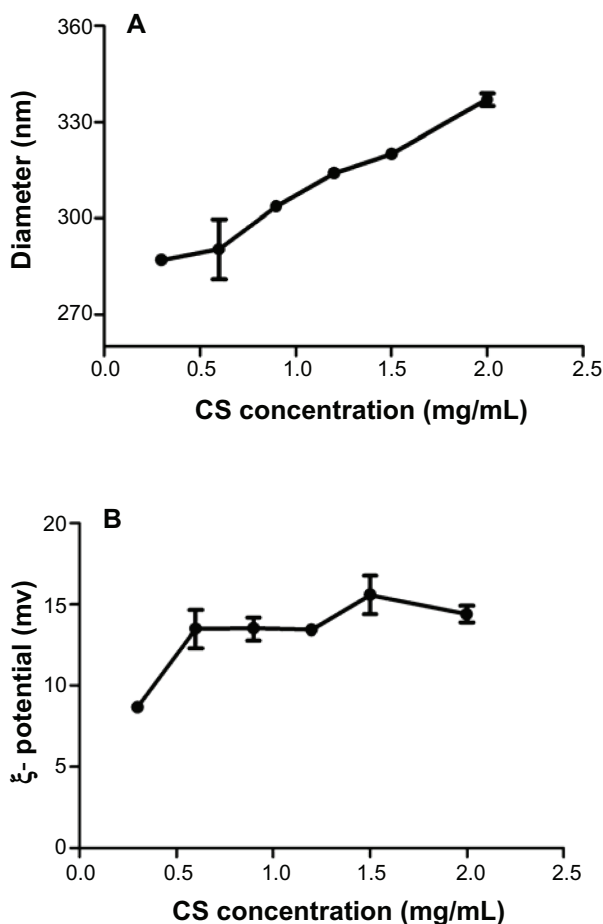 A
360
330
300
270
Diameter (nm)
0.0 0.5 1.0 1.5 2.0 2.5
CS concentration (mg/mL)
B
20
15
10
5
0
ξ- potential (mv)
0.0 0.5 1.0 1.5 2.0 2.5
CS concentration (mg/mL)